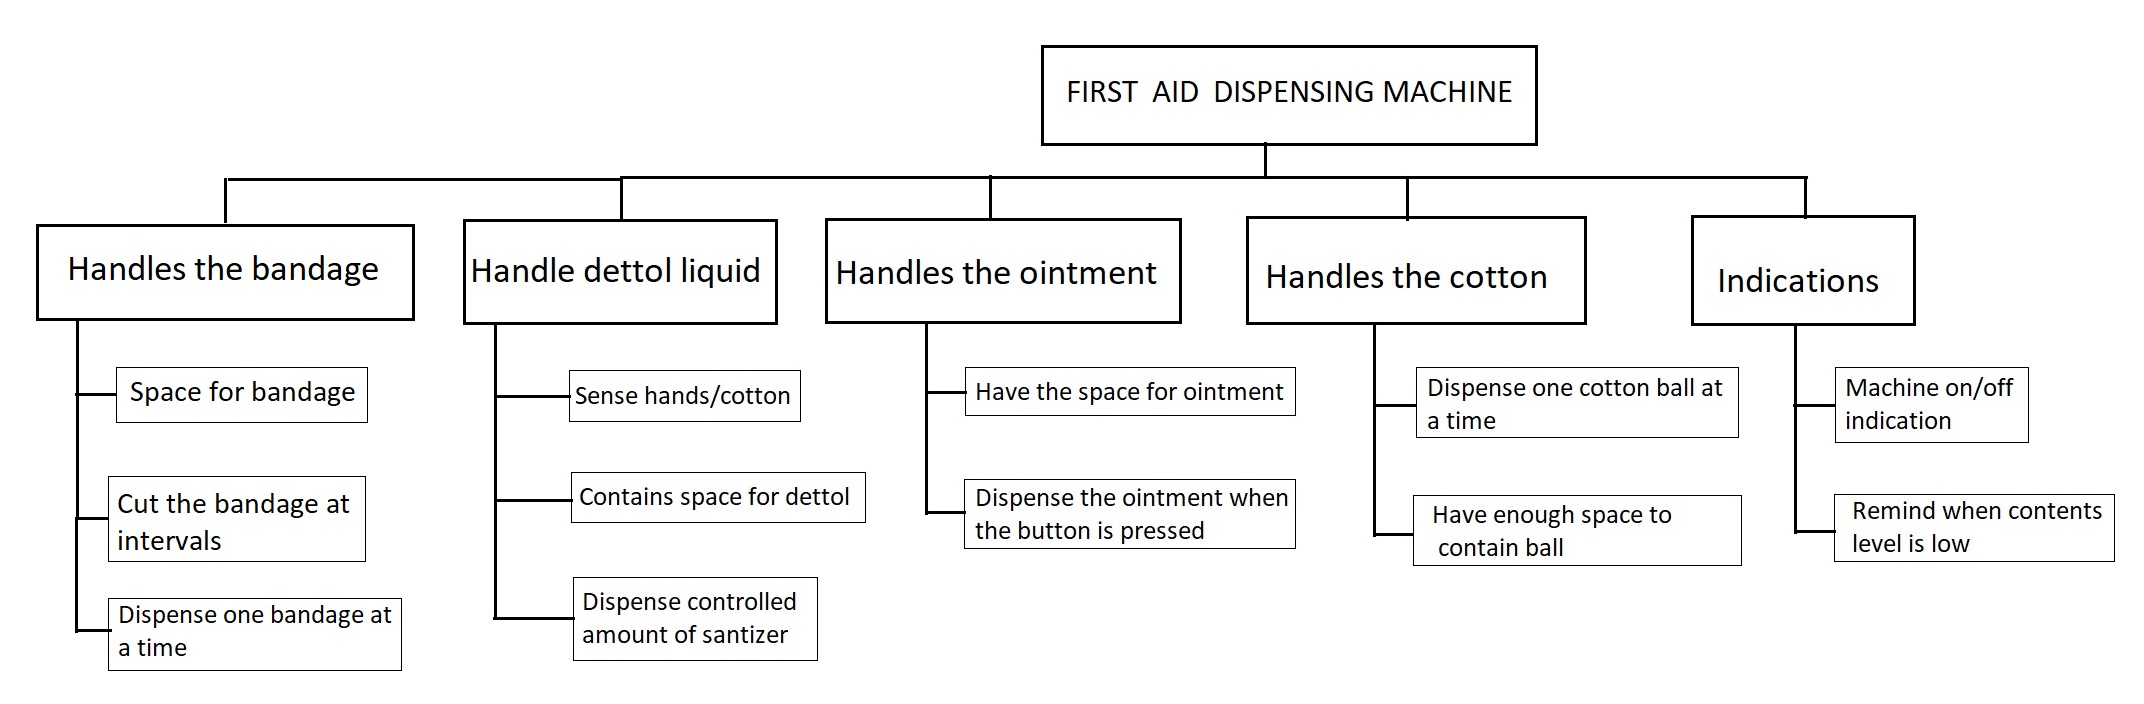 FIRST AID DISPENSING MACHINE
Handles the bandage
Space for bandage
Cut the bandage at
intervals
Dispense one bandage at
a time
Handle dettol liquid
Sense hands/cotton
Contains space for dettol
Dispense controlled
amount of santizer
Handles the ointment
Have the space for ointment
Dispense the ointment when
the button is pressed
Handles the cotton
Dispense one cotton ball at
a time
Have enough space to
contain ball
Indications
Machine on/off
indication
Remind when contents
level is low